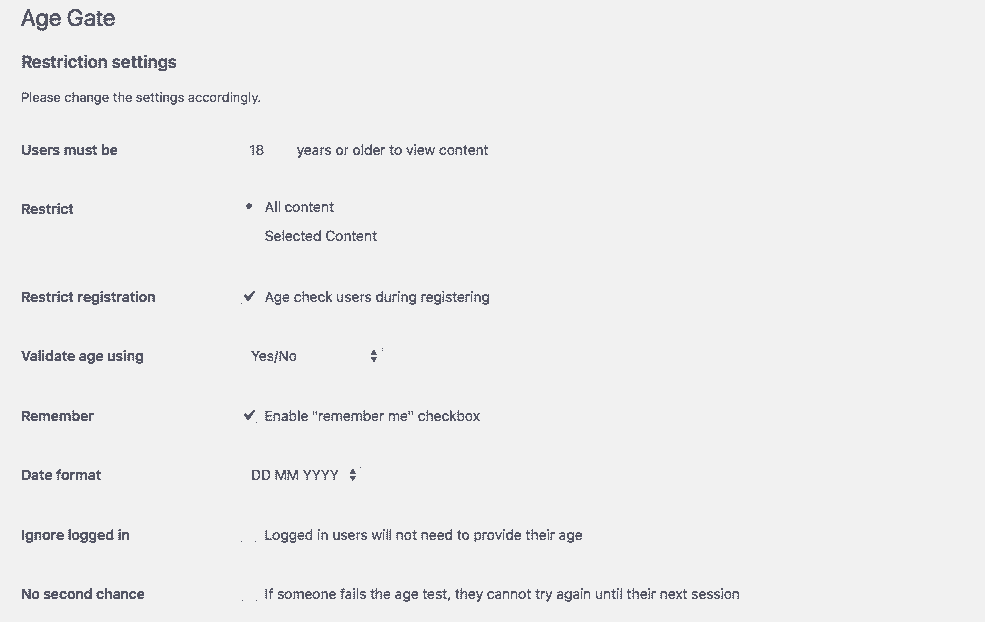 Age Gate
Restriction settings
Please change the settings accordingly.
Users must be 18 years or older to view content
Restrict All content
Selected Content
Restrict registration Age check users during registering
Validate age using Yes/No
Remember Enable "remember me" checkbox
Date format DD MM YYYY
Ignore logged in Logged in users will not need to provide their age
No second chance If someone fails the age test, they cannot try again until their next session